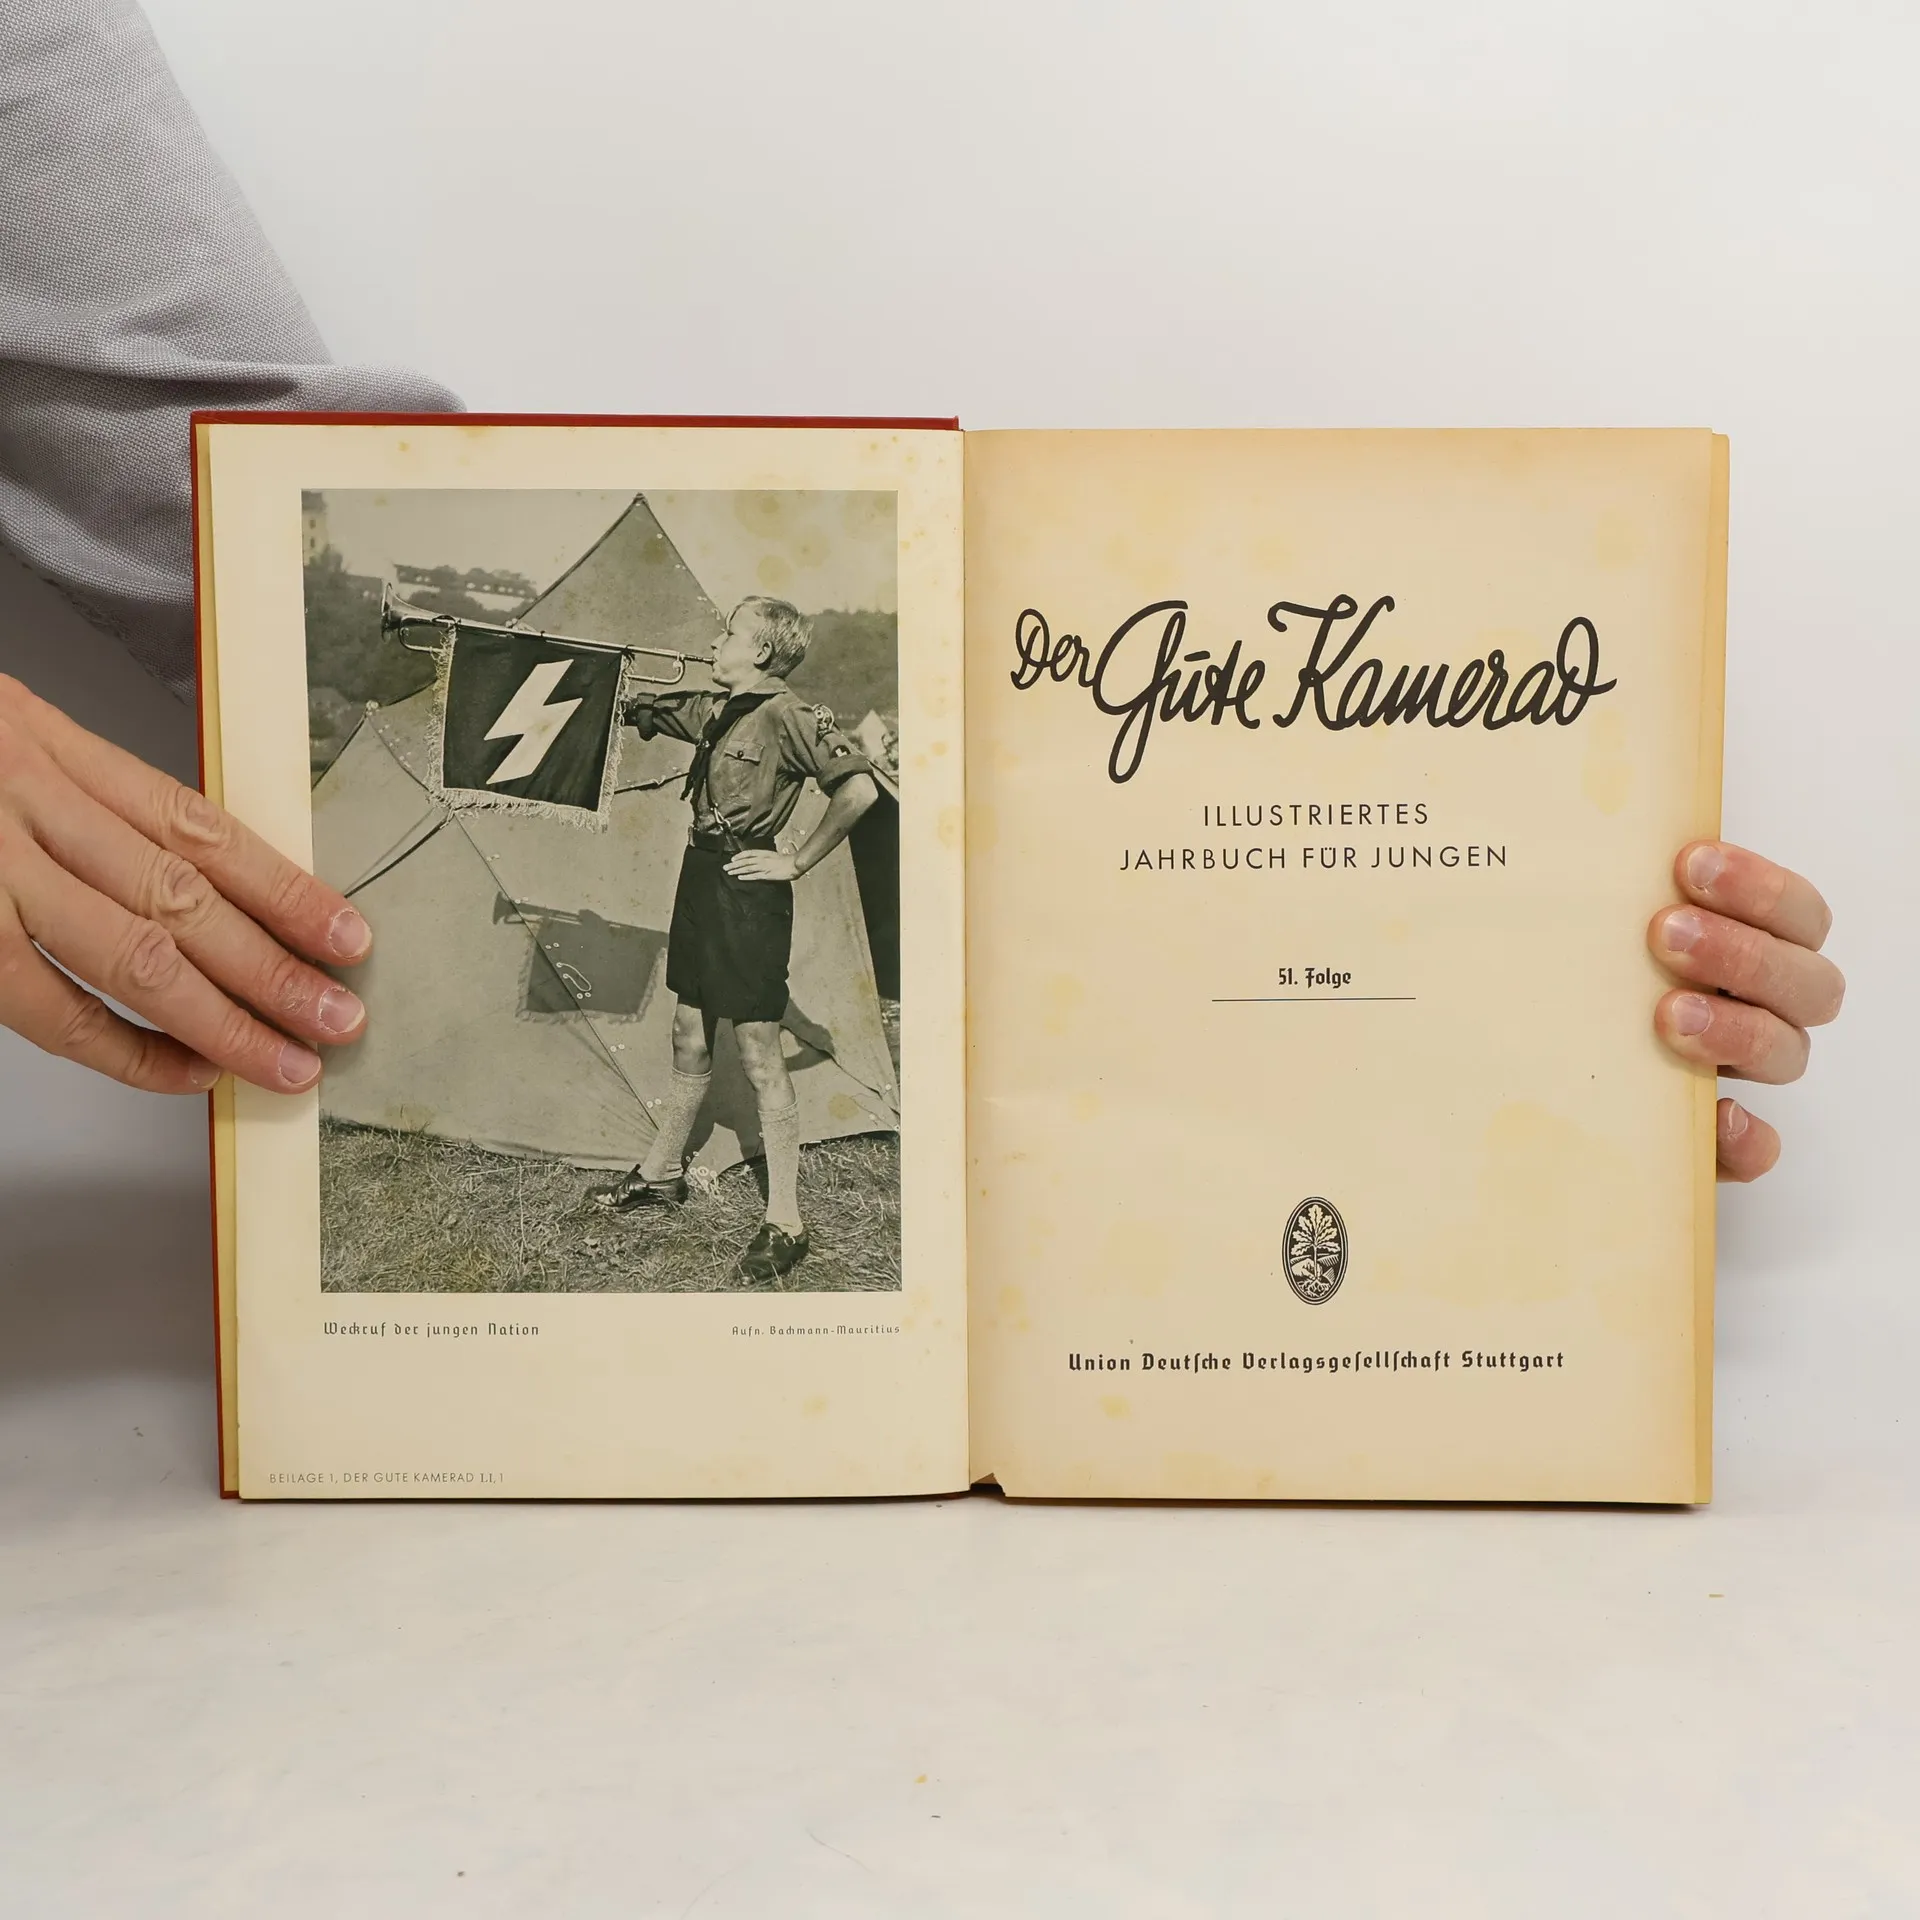 Weckruf der jungen Nation
Aufn. Bachmann-Mauritius
BEILAGE 1, DER GUTE KAMERAD LI, 1
Der Gute Kamerad
ILLUSTRIERTES
JAHRBUCH FÜR JUNGEN
51. Folge
Union Deutſche Verlagsgeſellſchaft Stuttgart